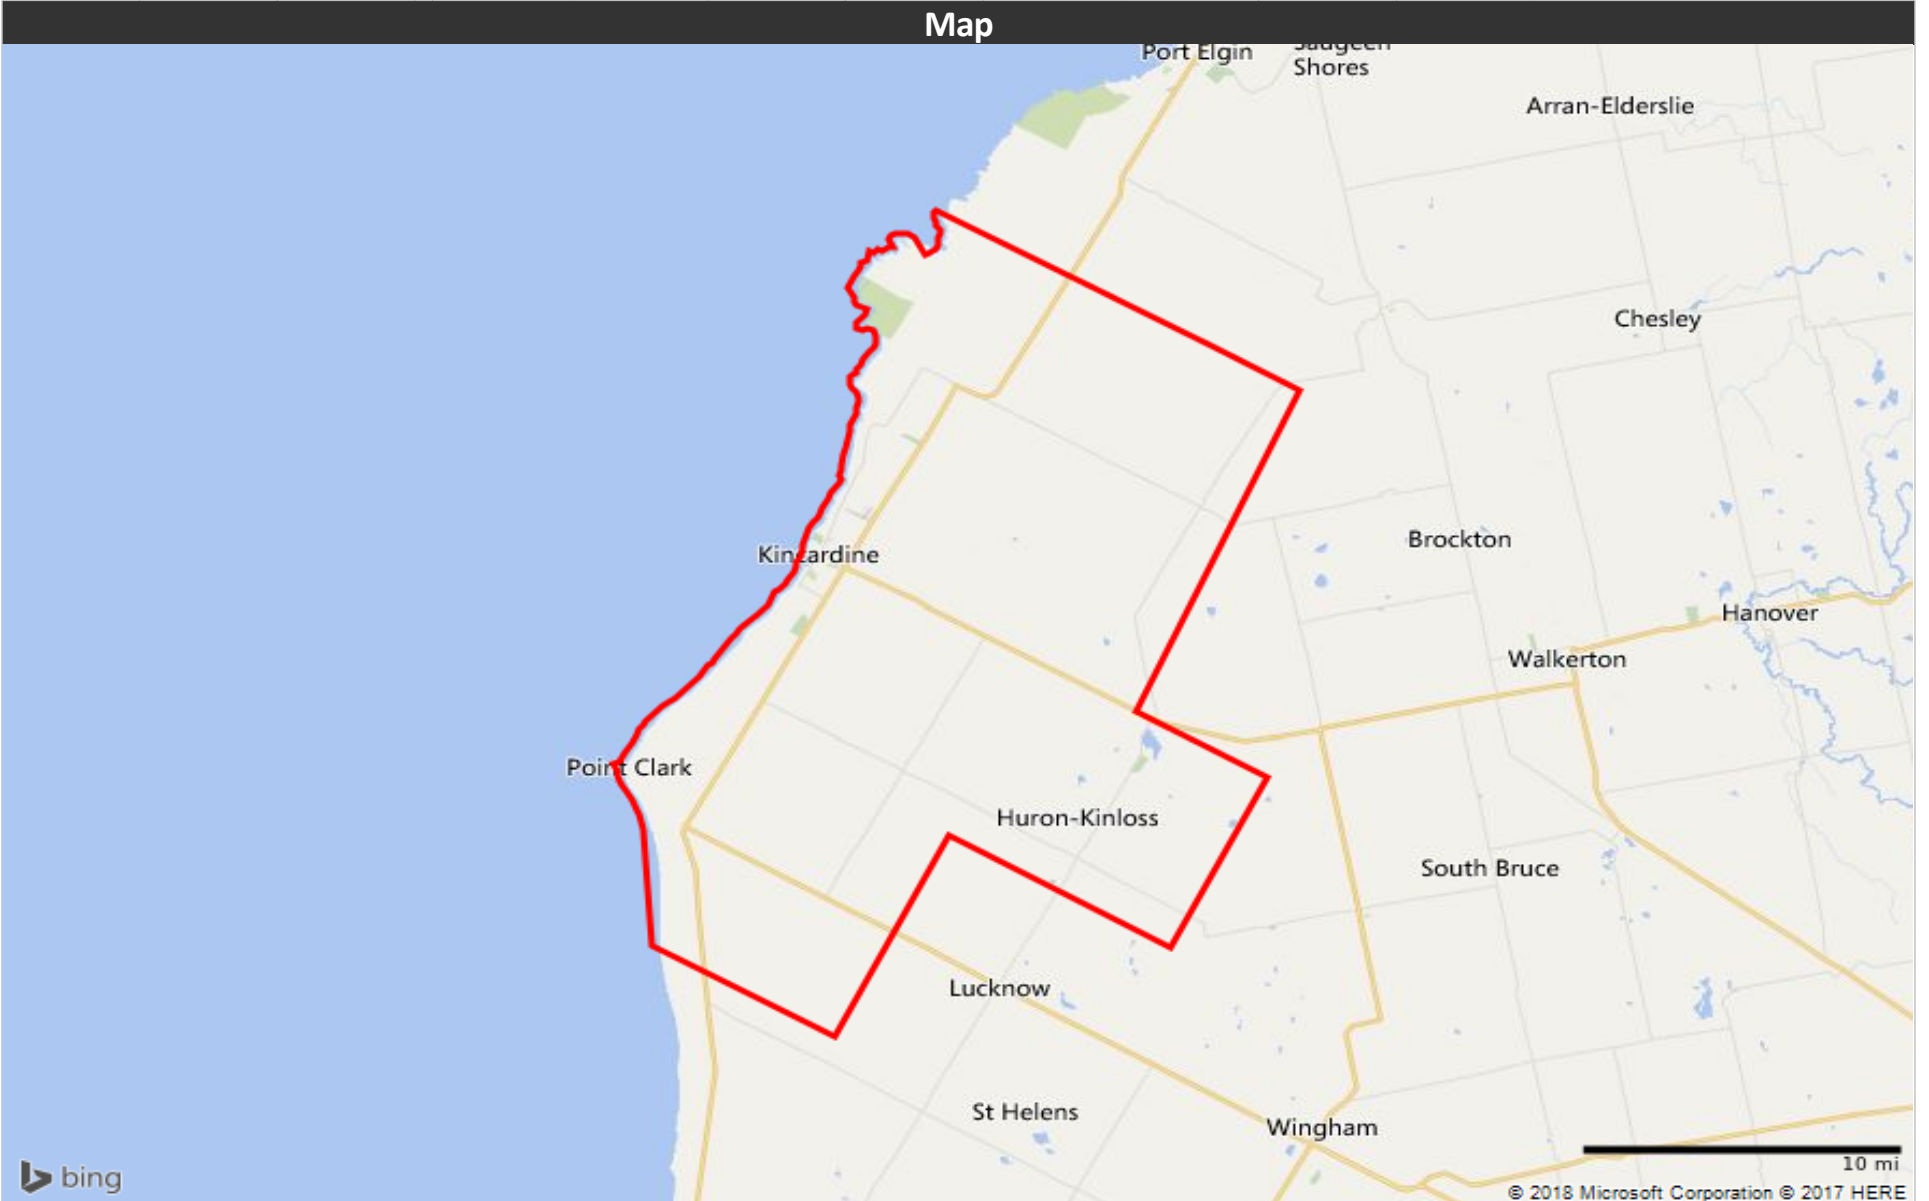 Map
Port Elgin
Saugeen
Shores
Arran-Elderslie
Chesley
Brockton
Kincardine
Hanover
Walkerton
Point Clark
Huron-Kinloss
South Bruce
Lucknow
St Helens
Wingham
10 mi
bing
© 2018 Microsoft Corporation © 2017 HERE